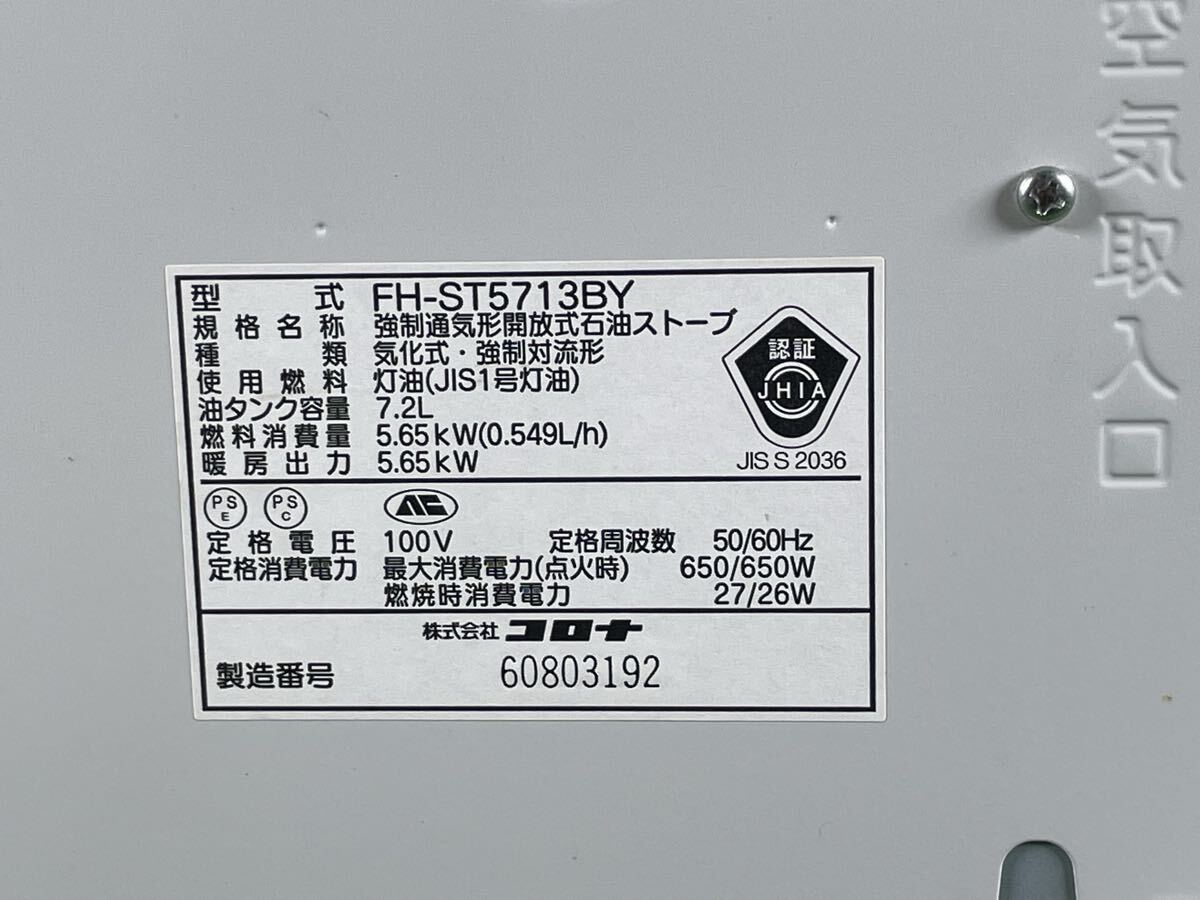 空気取入口
型式 FH-ST5713BY
規格名称 強制通気形開放式石油ストーブ
種類 気化式・強制対流形
使用燃料 灯油(JIS1号灯油)
油タンク容量 7.2L
燃料消費量 5.65kW(0.549L/h)
暖房出力 5.65kW
認証
JHIA
JIS S 2036
PS E PS C
定格電圧 100V 定格周波数 50/60Hz
定格消費電力 最大消費電力(点火時) 650/650W
燃焼時消費電力 27/26W
株式会社 コロナ
製造番号 60803192